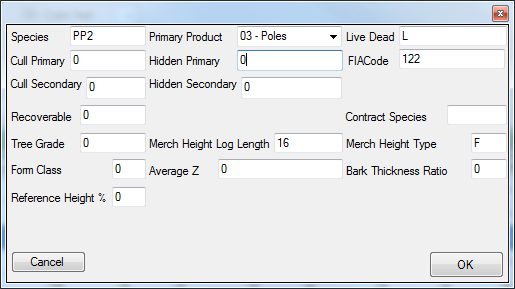 Species PP2 Primary Product 03 - Poles Live Dead L
Cull Primary 0 Hidden Primary 0 FIACode 122
Cull Secondary 0 Hidden Secondary 0
Recoverable 0 Contract Species
Tree Grade 0 Merch Height Log Length 16 Merch Height Type F
Form Class 0 Average Z 0 Bark Thickness Ratio 0
Reference Height % 0
Cancel OK